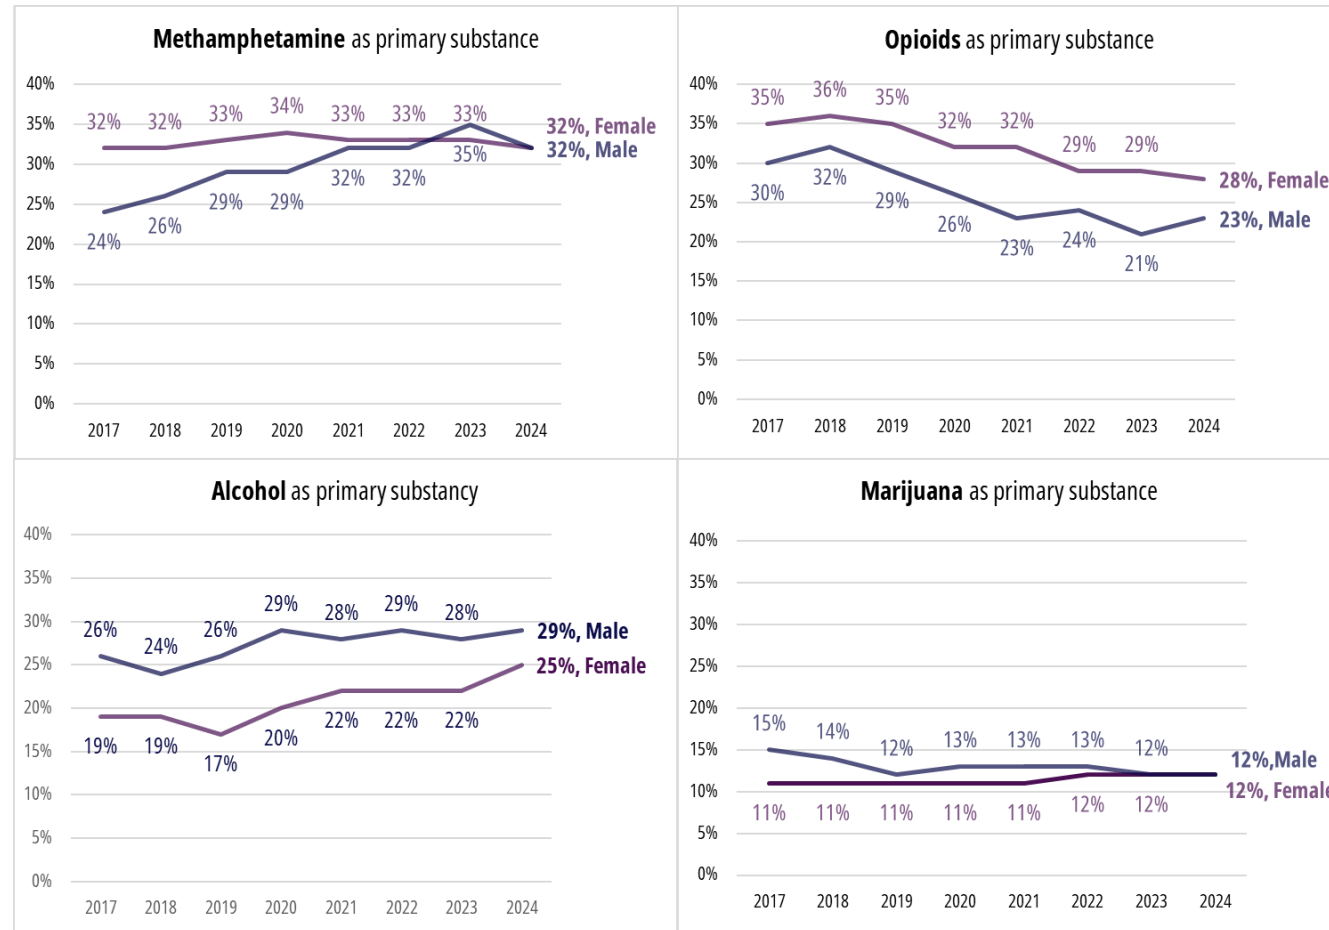 Methamphetamine as primary substance
40%
35%
30%
25%
20%
15%
10%
5%
0%
32% 32% 33% 34% 33% 33% 33%
32%, Female
32%, Male
24% 26% 29% 29% 32% 32% 35%
2017 2018 2019 2020 2021 2022 2023 2024
Opioids as primary substance
40%
35%
30%
25%
20%
15%
10%
5%
0%
35% 36% 35% 32% 32% 29% 29%
28%, Female
30% 32% 29% 26% 23% 24% 21%
23%, Male
2017 2018 2019 2020 2021 2022 2023 2024
Alcohol as primary substancy
40%
35%
30%
25%
20%
15%
10%
5%
0%
26% 24% 26% 29% 28% 29% 28%
29%, Male
25%, Female
19% 19% 17% 20% 22% 22% 22%
2017 2018 2019 2020 2021 2022 2023 2024
Marijuana as primary substance
40%
35%
30%
25%
20%
15%
10%
5%
0%
15% 14% 12% 13% 13% 13% 12%
12%,Male
12%, Female
11% 11% 11% 11% 11% 12% 12%
2017 2018 2019 2020 2021 2022 2023 2024